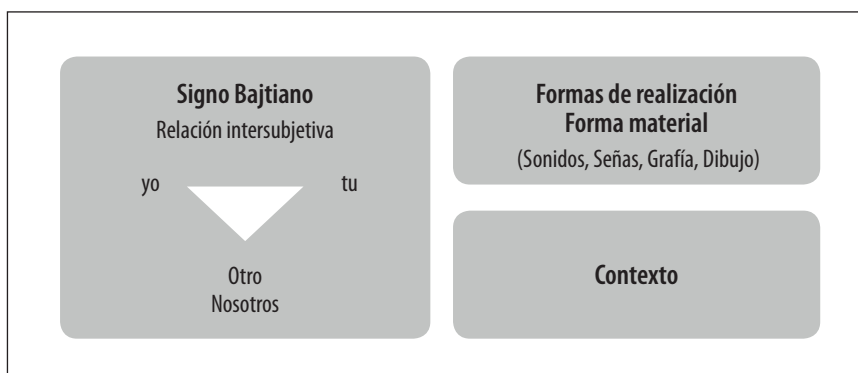 Signo Bajtiano
Relación intersubjetiva
yo
tu
Otro
Nosotros
Formas de realización
Forma material
(Sonidos, Señas, Grafía, Dibujo)
Contexto